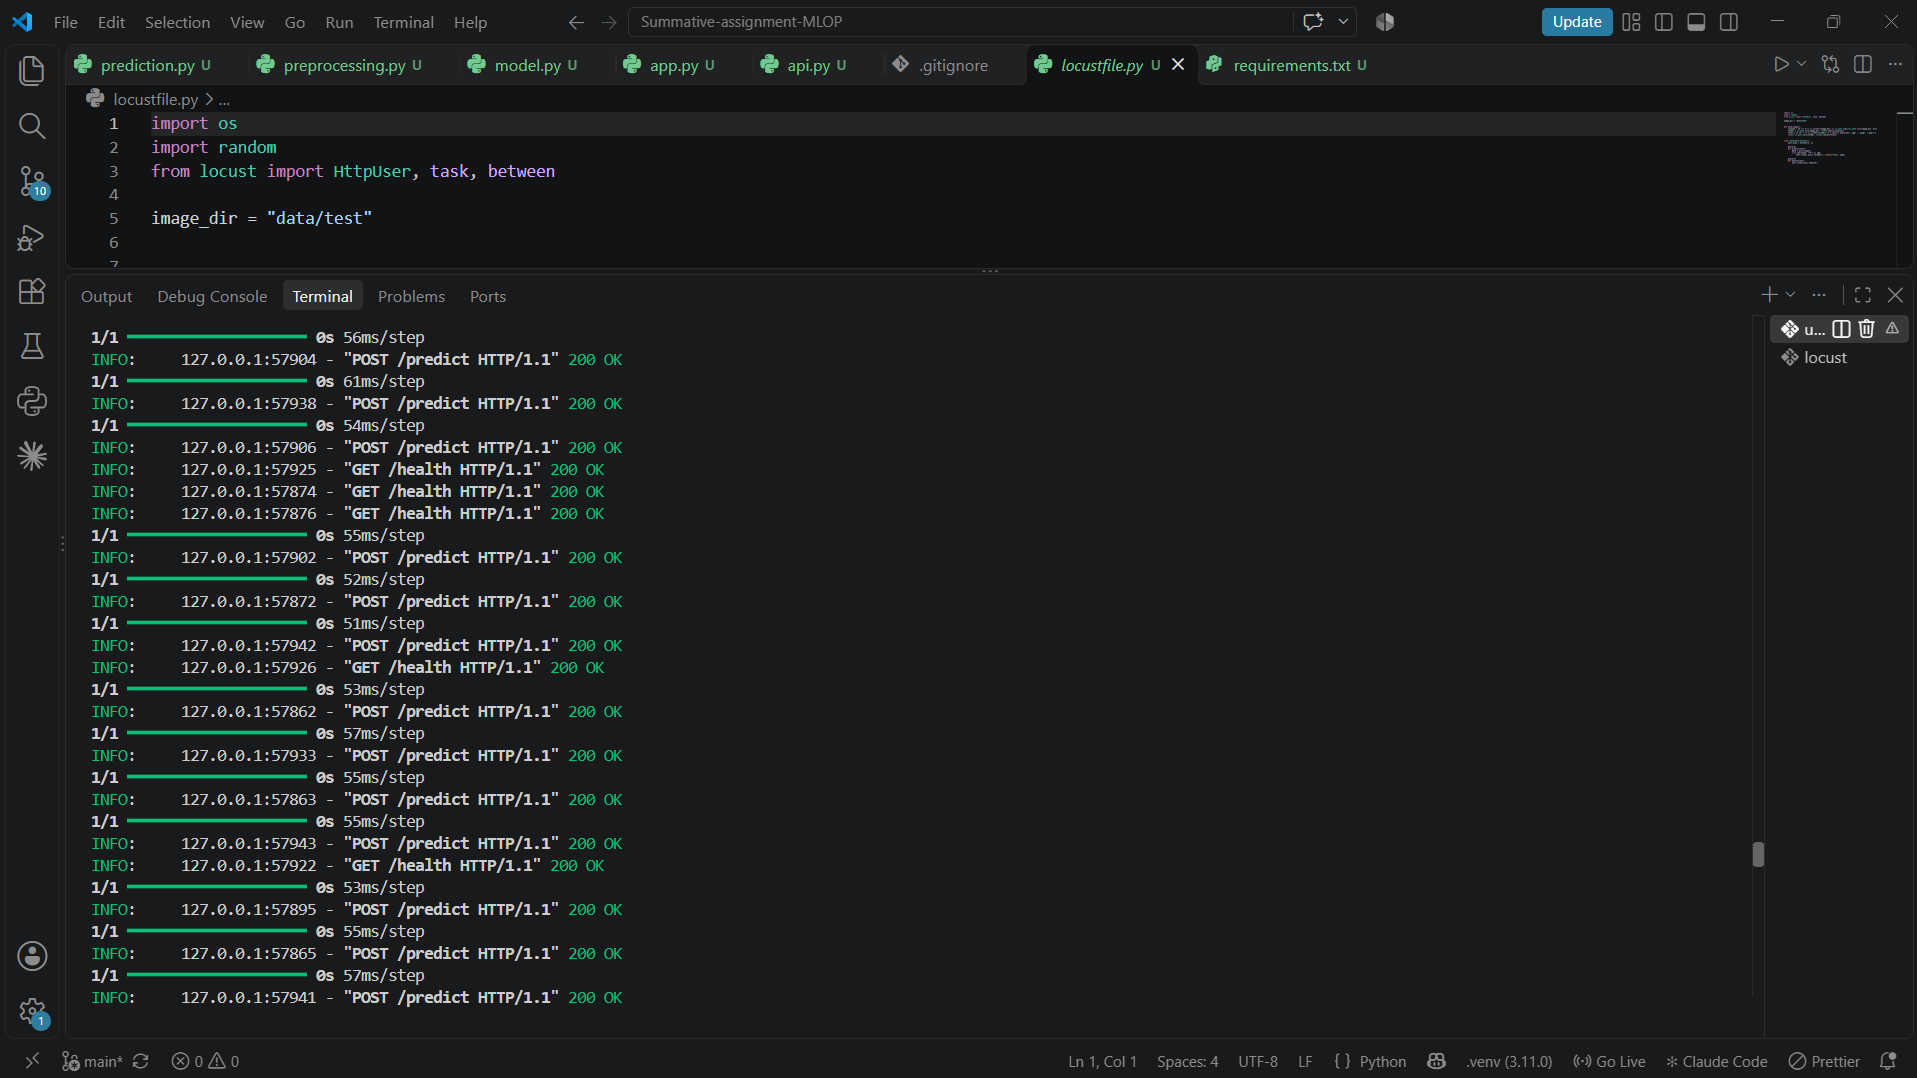 File Edit Selection View Go Run Terminal Help
Summative-assignment-MLOP
Update
prediction.py U
preprocessing.py U
model.py U
app.py U
api.py U
.gitignore
locustfile.py U
requirements.txt U
locustfile.py > ...
1 import os
2 import random
3 from locust import HttpUser, task, between
4
5 image_dir = "data/test"
6
7
10
Output Debug Console Terminal Problems Ports
u...
locust
1/1 0s 56ms/step
INFO: 127.0.0.1:57904 - "POST /predict HTTP/1.1" 200 OK
1/1 0s 61ms/step
INFO: 127.0.0.1:57938 - "POST /predict HTTP/1.1" 200 OK
1/1 0s 54ms/step
INFO: 127.0.0.1:57906 - "POST /predict HTTP/1.1" 200 OK
INFO: 127.0.0.1:57925 - "GET /health HTTP/1.1" 200 OK
INFO: 127.0.0.1:57874 - "GET /health HTTP/1.1" 200 OK
INFO: 127.0.0.1:57876 - "GET /health HTTP/1.1" 200 OK
1/1 0s 55ms/step
INFO: 127.0.0.1:57902 - "POST /predict HTTP/1.1" 200 OK
1/1 0s 52ms/step
INFO: 127.0.0.1:57872 - "POST /predict HTTP/1.1" 200 OK
1/1 0s 51ms/step
INFO: 127.0.0.1:57942 - "POST /predict HTTP/1.1" 200 OK
INFO: 127.0.0.1:57926 - "GET /health HTTP/1.1" 200 OK
1/1 0s 53ms/step
INFO: 127.0.0.1:57862 - "POST /predict HTTP/1.1" 200 OK
1/1 0s 57ms/step
INFO: 127.0.0.1:57933 - "POST /predict HTTP/1.1" 200 OK
1/1 0s 55ms/step
INFO: 127.0.0.1:57863 - "POST /predict HTTP/1.1" 200 OK
1/1 0s 55ms/step
INFO: 127.0.0.1:57943 - "POST /predict HTTP/1.1" 200 OK
INFO: 127.0.0.1:57922 - "GET /health HTTP/1.1" 200 OK
1/1 0s 53ms/step
INFO: 127.0.0.1:57895 - "POST /predict HTTP/1.1" 200 OK
1/1 0s 55ms/step
INFO: 127.0.0.1:57865 - "POST /predict HTTP/1.1" 200 OK
1/1 0s 57ms/step
INFO: 127.0.0.1:57941 - "POST /predict HTTP/1.1" 200 OK
1
main* 0 0 Ln 1, Col 1 Spaces: 4 UTF-8 LF { } Python .venv (3.11.0) Go Live Claude Code Prettier